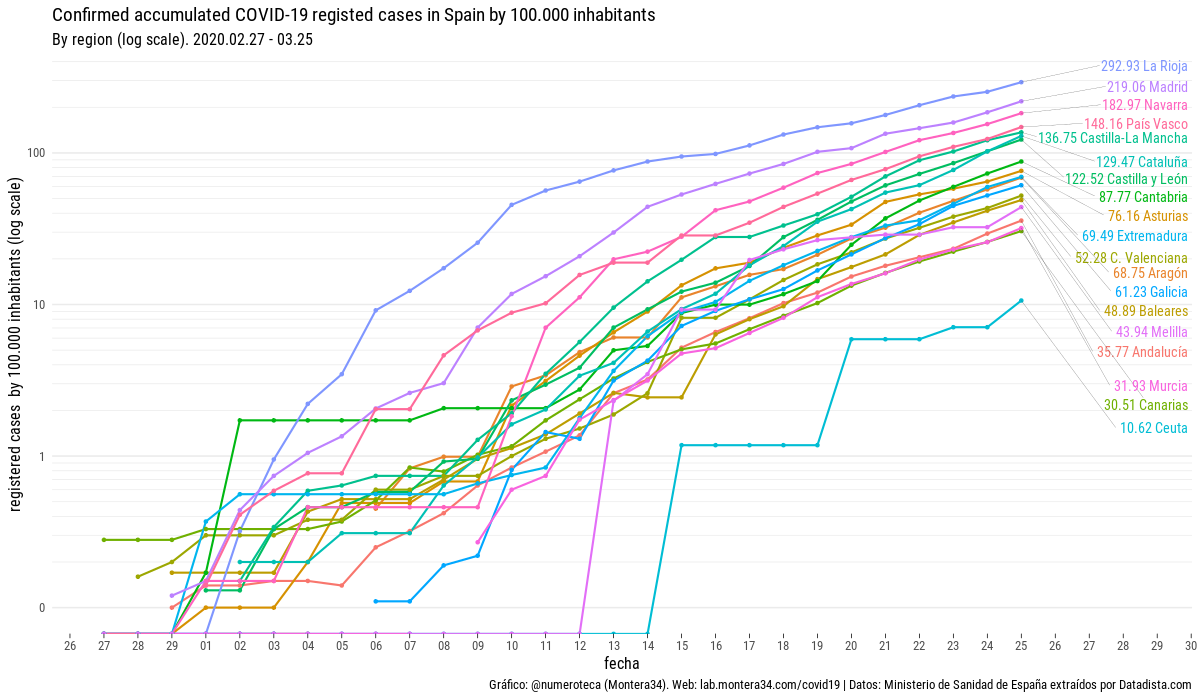 Confirmed accumulated COVID-19 registed cases in Spain by 100.000 inhabitants
By region (log scale). 2020.02.27 - 03.25
registered cases by 100.000 inhabitants (log scale)
100
10
1
0
292.93 La Rioja
219.06 Madrid
182.97 Navarra
148.16 País Vasco
136.75 Castilla-La Mancha
129.47 Cataluña
122.52 Castilla y León
87.77 Cantabria
76.16 Asturias
69.49 Extremadura
52.28 C. Valenciana
68.75 Aragón
61.23 Galicia
48.89 Baleares
43.94 Melilla
35.77 Andalucía
31.93 Murcia
30.51 Canarias
10.62 Ceuta
26 27 28 29 01 02 03 04 05 06 07 08 09 10 11 12 13 14 15 16 17 18 19 20 21 22 23 24 25 26 27 28 29 30
fecha
Gráfico: @numeroteca (Montera34). Web: lab.montera34.com/covid19 | Datos: Ministerio de Sanidad de España extraídos por Datadista.com